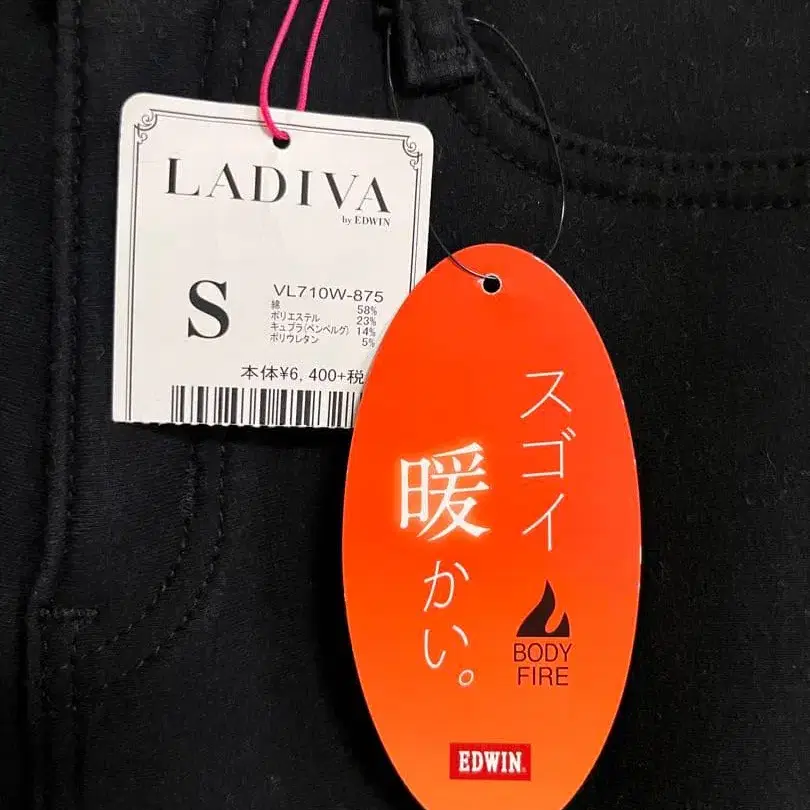 LADIVA
by EDWIN
S
VL710W-875
綿 58%
ポリエステル 23%
キュプラ(ベンベルグ) 14%
ポリウレタン 5%
本体¥6,400+税
スゴイ
暖かい。
BODY
FIRE
EDWIN